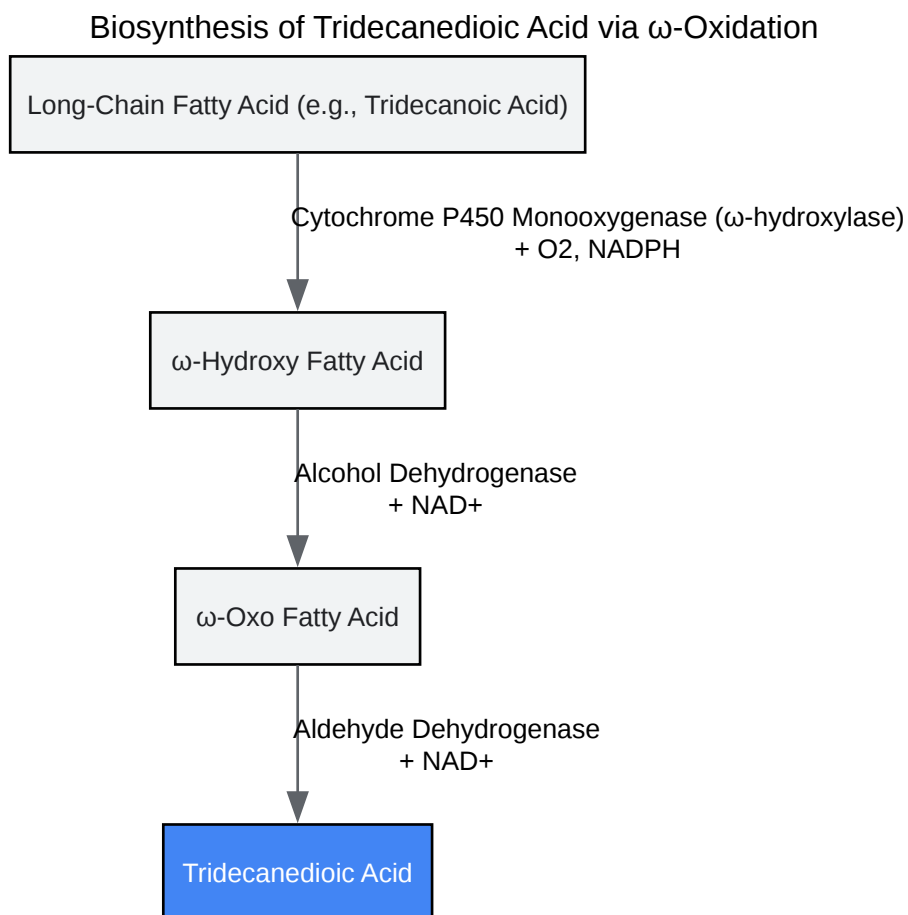 Biosynthesis of Tridecanedioic Acid via ω-Oxidation
Long-Chain Fatty Acid (e.g., Tridecanoic Acid)
Cytochrome P450 Monooxygenase (ω-hydroxylase)
+ O2, NADPH
ω-Hydroxy Fatty Acid
Alcohol Dehydrogenase
+ NAD+
ω-Oxo Fatty Acid
Aldehyde Dehydrogenase
+ NAD+
Tridecanedioic Acid